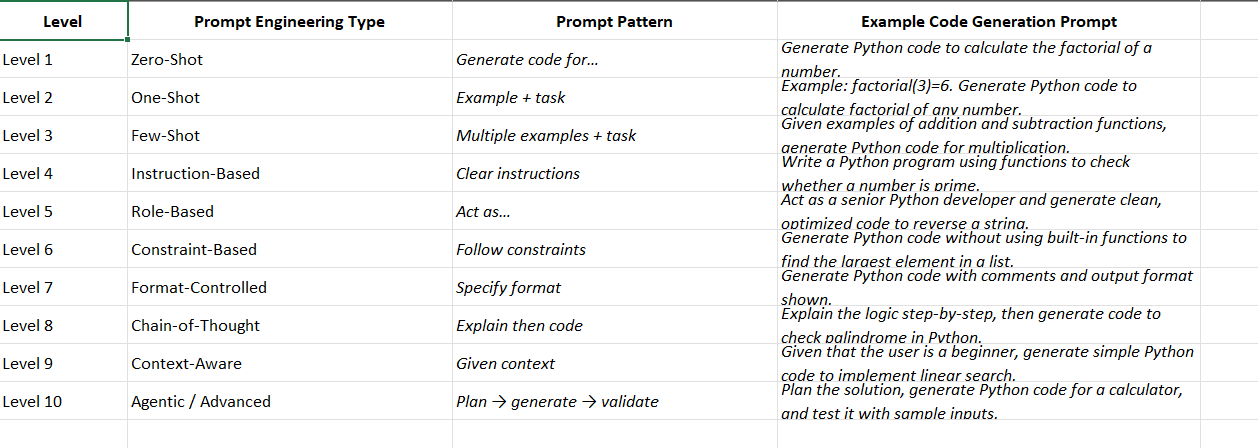 Level Prompt Engineering Type Prompt Pattern Example Code Generation Prompt
Level 1 Zero-Shot Generate code for... Generate Python code to calculate the factorial of a
number.
Level 2 One-Shot Example + task Example: factorial(3)=6. Generate Python code to
calculate factorial of any number.
Level 3 Few-Shot Multiple examples + task Given examples of addition and subtraction functions,
generate Python code for multiplication.
Level 4 Instruction-Based Clear instructions Write a Python program using functions to check
whether a number is prime.
Level 5 Role-Based Act as... Act as a senior Python developer and generate clean,
optimized code to reverse a string.
Level 6 Constraint-Based Follow constraints Generate Python code without using built-in functions to
find the largest element in a list.
Level 7 Format-Controlled Specify format Generate Python code with comments and output format
shown.
Level 8 Chain-of-Thought Explain then code Explain the logic step-by-step, then generate code to
check palindrome in Python.
Level 9 Context-Aware Given context Given that the user is a beginner, generate simple Python
code to implement linear search.
Level 10 Agentic / Advanced Plan → generate → validate Plan the solution, generate Python code for a calculator,
and test it with sample inputs.